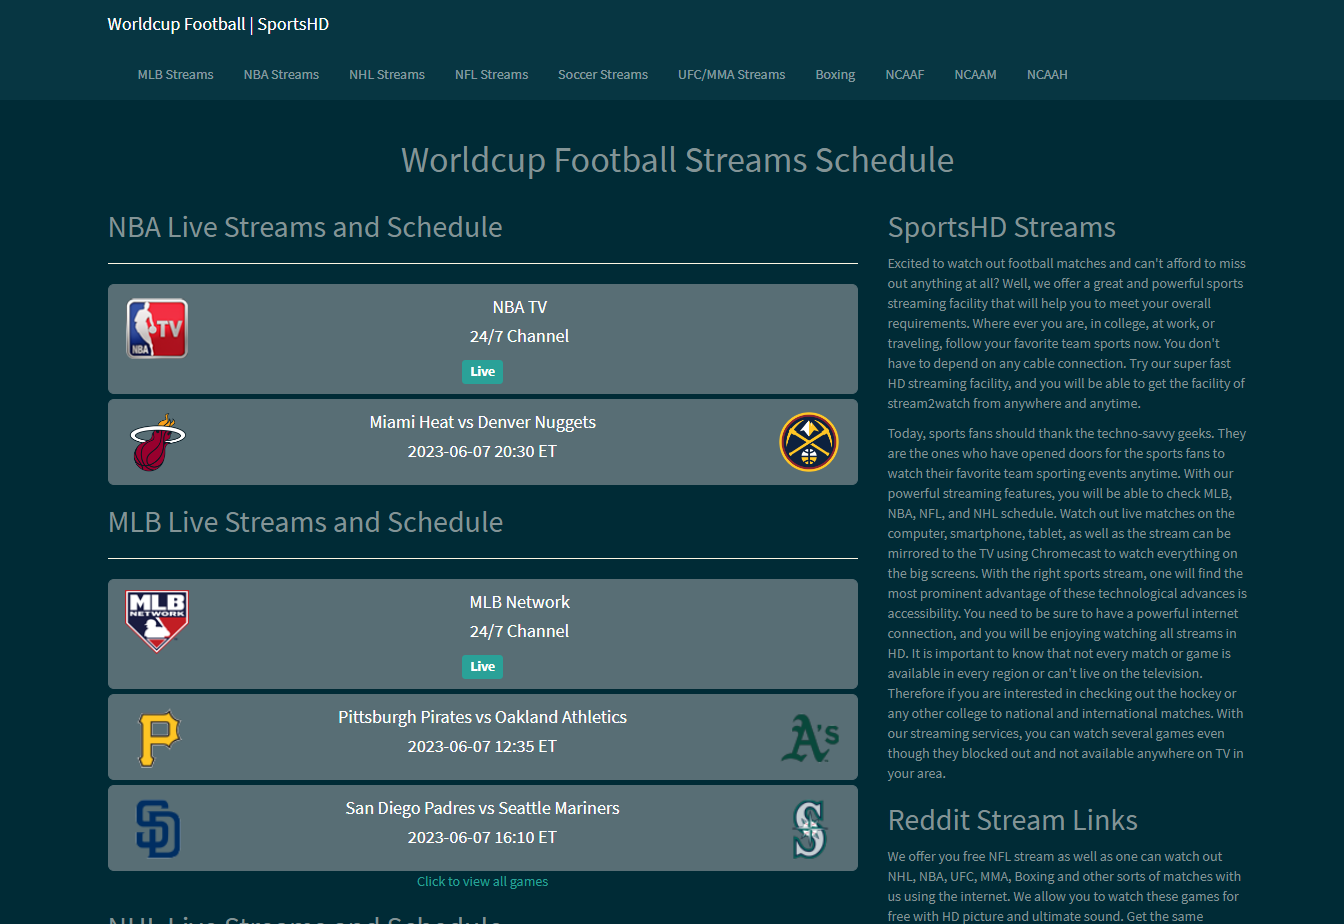 Worldcup Football | SportsHD
MLB Streams NBA Streams NHL Streams NFL Streams Soccer Streams UFC/MMA Streams Boxing NCAAF NCAAM NCAAH
Worldcup Football Streams Schedule
NBA Live Streams and Schedule
NBA TV
24/7 Channel
Live
TV
NBA
Miami Heat vs Denver Nuggets
2023-06-07 20:30 ET
MLB Live Streams and Schedule
MLB
NETWORK
MLB Network
24/7 Channel
Live
P
Pittsburgh Pirates vs Oakland Athletics
2023-06-07 12:35 ET
A's
SD
San Diego Padres vs Seattle Mariners
2023-06-07 16:10 ET
S
Click to view all games
NHL Live Streams and Schedule
SportsHD Streams
Excited to watch out football matches and can't afford to miss
out anything at all? Well, we offer a great and powerful sports
streaming facility that will help you to meet your overall
requirements. Where ever you are, in college, at work, or
traveling, follow your favorite team sports now. You don't
have to depend on any cable connection. Try our super fast
HD streaming facility, and you will be able to get the facility of
stream2watch from anywhere and anytime.
Today, sports fans should thank the techno-savvy geeks. They
are the ones who have opened doors for the sports fans to
watch their favorite team sporting events anytime. With our
powerful streaming features, you will be able to check MLB,
NBA, NFL, and NHL schedule. Watch out live matches on the
computer, smartphone, tablet, as well as the stream can be
mirrored to the TV using Chromecast to watch everything on
the big screens. With the right sports stream, one will find the
most prominent advantage of these technological advances is
accessibility. You need to be sure to have a powerful internet
connection, and you will be enjoying watching all streams in
HD. It is important to know that not every match or game is
available in every region or can't live on the television.
Therefore if you are interested in checking out the hockey or
any other college to national and international matches. With
our streaming services, you can watch several games even
though they blocked out and not available anywhere on TV in
your area.
Reddit Stream Links
We offer you free NFL stream as well as one can watch out
NHL, NBA, UFC, MMA, Boxing and other sorts of matches with
us using the internet. We allow you to watch these games for
free with HD picture and ultimate sound. Get the same